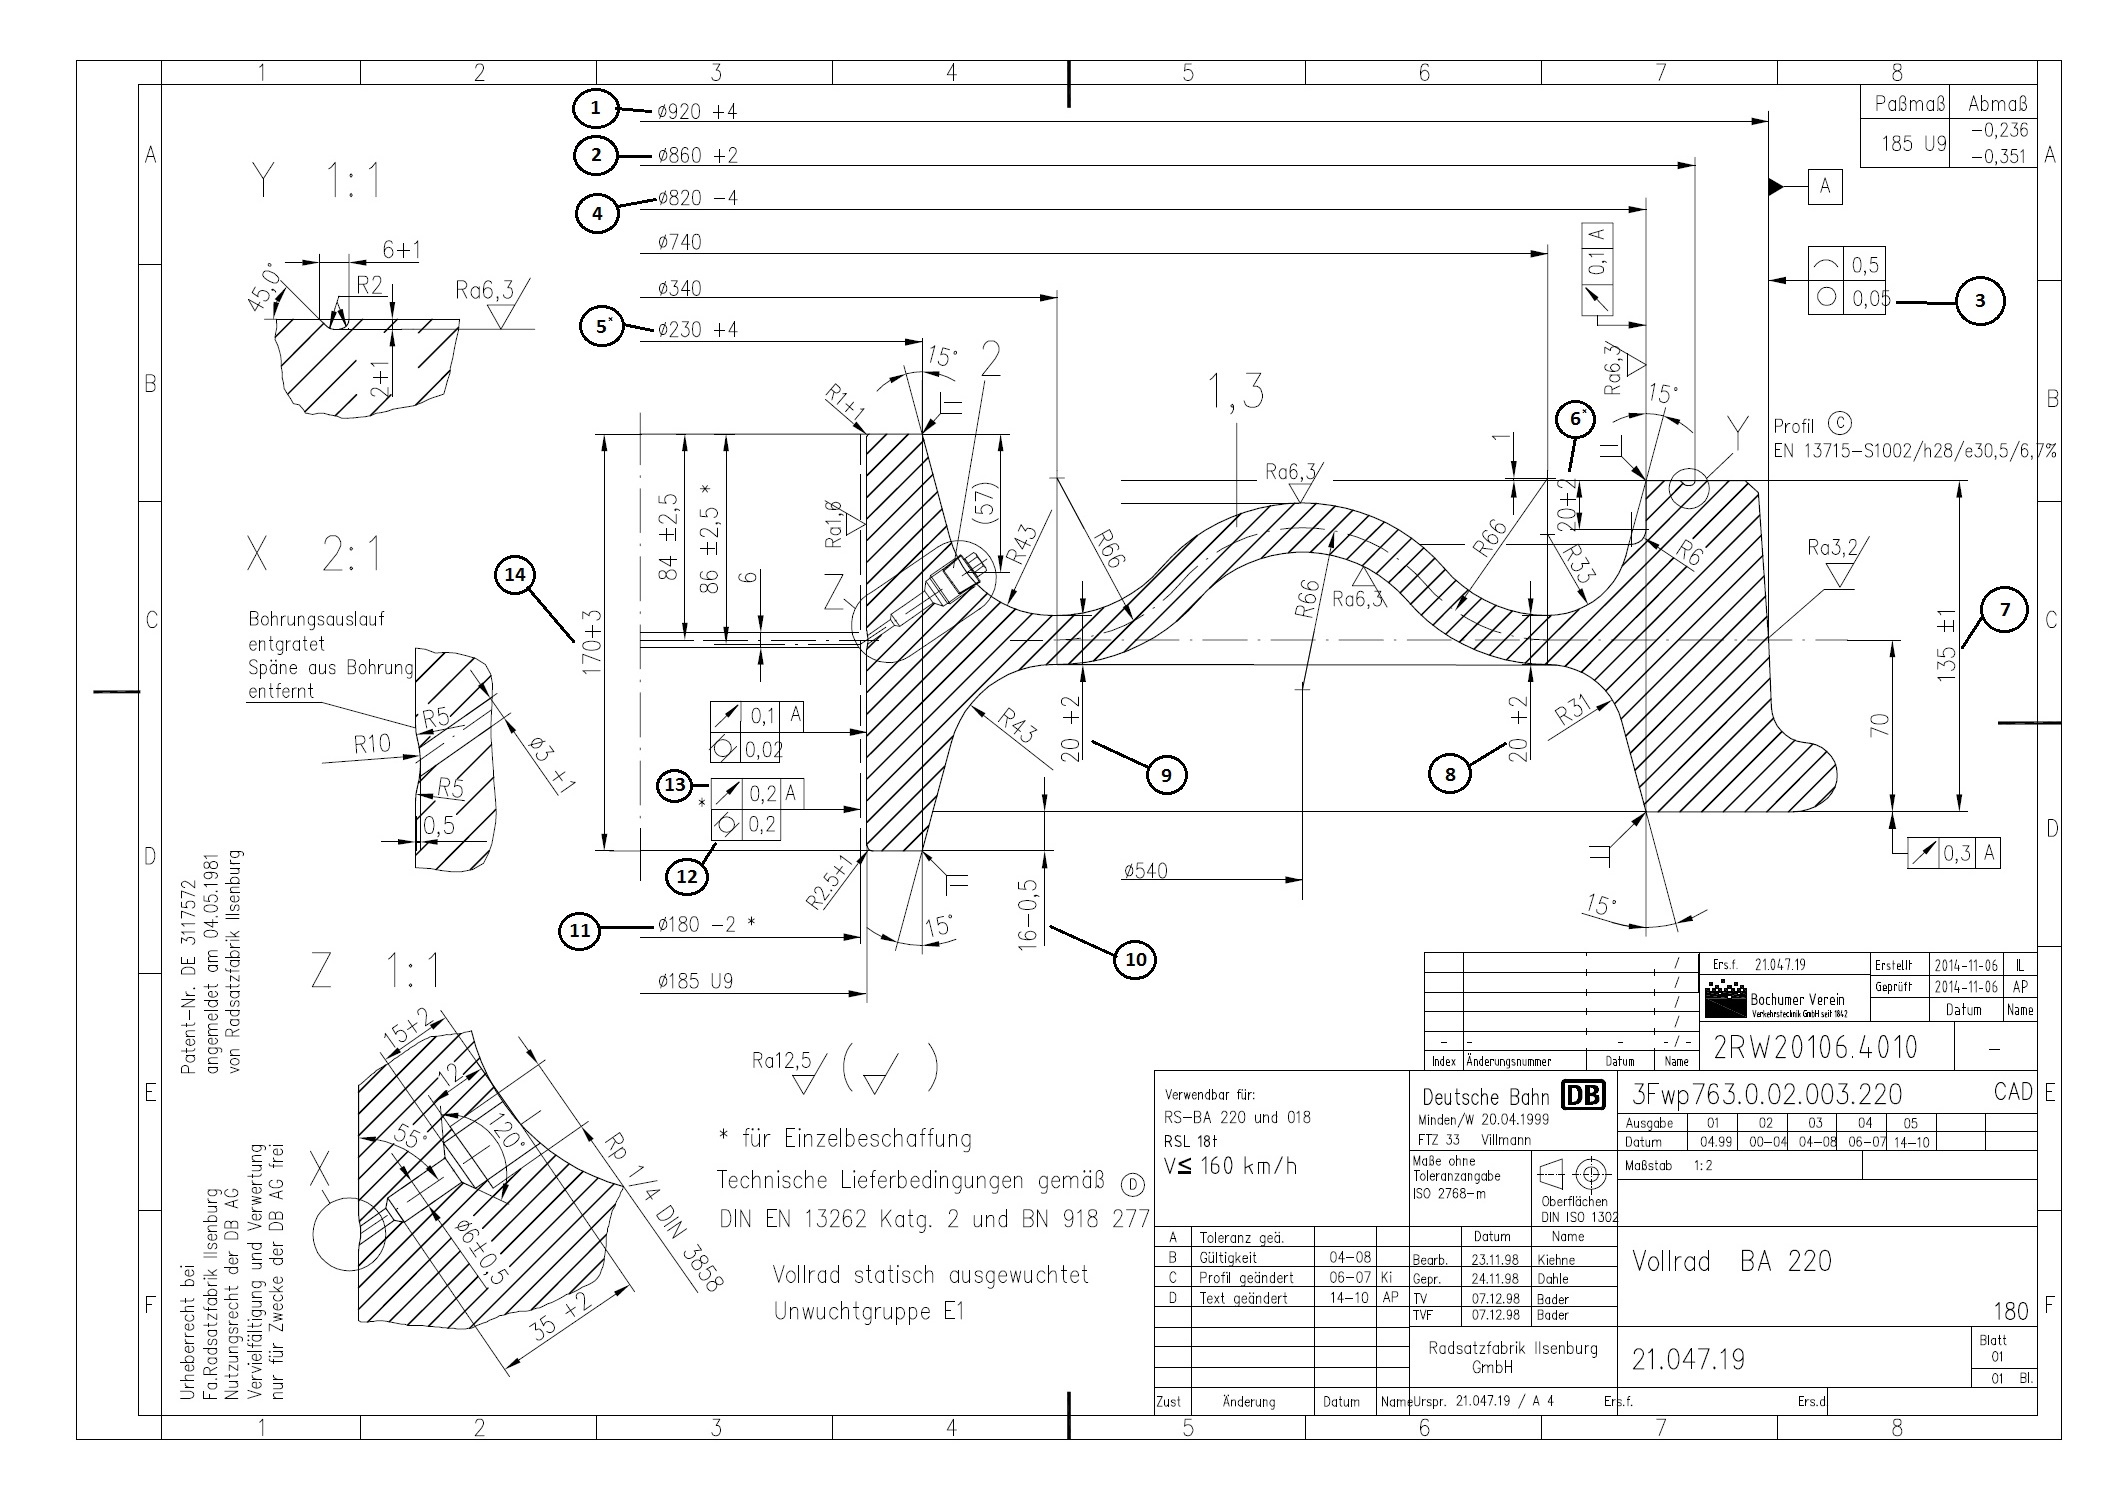 1 2 3 4 5 6 7 8
A
B
C
D
E
F
A
B
C
D
E
F
Paßmaß Abmaß
185 U9 -0,236
-0,351
1 ø920 +4
2 ø860 +2
4 ø820 -4
ø740
ø340
5* ø230 +4
A
0,5
0,05 3
0,1 A
Y 1:1
6+1
45,0°
R2
Ra6,3
2+1
15°
2
R1+1
1,3
Ra6,3
15°
6*
Y
Profil C
EN 13715-S1002/h28/e30,5/6,7%
1
20+2
Ra6,3
R66
R33
R6
Ra3,2
7
135 ±1
70
84 ±2,5
86 ±2,5 *
6
(57)
Ra1,6
Z
R43
R66
R66
Ra6,3
14
170+3
X 2:1
Bohrungsauslauf
entgratet
Späne aus Bohrung
entfernt
R5
R10
R5
ø3 +1
0,5
0,1 A
0,02
13
* 0,2 A
0,2
12
R43
20 +2
9
8
20 +2
R31
0,3 A
R2.5+1
15°
16-0,5
10
ø540
15°
11 ø180 -2 *
ø185 U9
Patent-Nr. DE 3117572
angemeldet am 04.05.1981
von Radsatzfabrik Ilsenburg
Z 1:1
15+2
12
55°
120°
X
ø6±0,5
Rp 1/4 DIN 3858
35 +2
Urheberrecht bei
Fa.Radsatzfabrik Ilsenburg
Nutzungsrecht der DB AG
Vervielfältigung und Verwertung
nur für Zwecke der DB AG frei
Ra12,5 ( )
* für Einzelbeschaffung
Technische Lieferbedingungen gemäß D
DIN EN 13262 Katg. 2 und BN 918 277
Vollrad statisch ausgewuchtet
Unwuchtgruppe E1
/
/
/
/
- - - - / -
Index Änderungsnummer Datum Name
Ers.f. 21.047.19
Erstellt 2014-11-06 IL
Geprüft 2014-11-06 AP
Datum Name
Bochumer Verein
Verkehrstechnik GmbH seit 1842
2RW20106.4010 -
Verwendbar für:
RS-BA 220 und 018
RSL 18t
V≤ 160 km/h
Deutsche Bahn DB
Minden/W 20.04.1999
FTZ 33 Villmann
3Fwp763.0.02.003.220 CAD
Ausgabe 01 02 03 04 05
Datum 04.99 00-04 04-08 06-07 14-10
Maße ohne
Toleranzangabe
ISO 2768-m
Oberflächen
DIN ISO 1302
Maßstab 1:2
A Toleranz geä.
B Gültigkeit 04-08
C Profil geändert 06-07 Ki
D Text geändert 14-10 AP
Datum Name
Bearb. 23.11.98 Kiehne
Gepr. 24.11.98 Dahle
TV 07.12.98 Bader
TVF 07.12.98 Bader
Vollrad BA 220
180
Radsatzfabrik Ilsenburg
GmbH
21.047.19
Blatt
01
01 Bl.
Zust Änderung Datum Name
Urspr. 21.047.19 / A 4 Ers.f. Ers.d
1 2 3 4 5 6 7 8